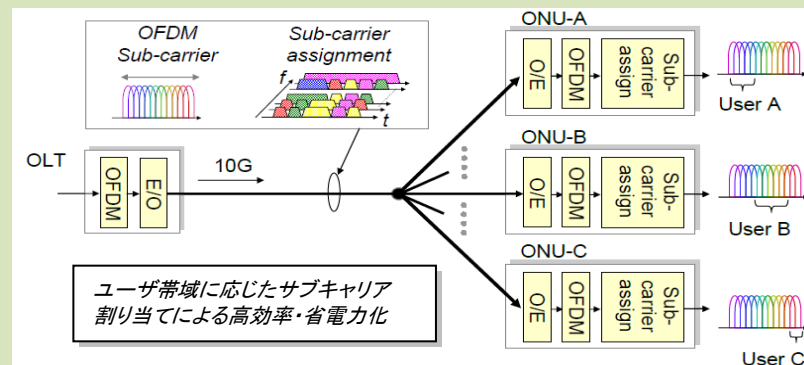 OFDM
Sub-carrier
Sub-carrier
assignment
f
t
OLT
OFDM
E/O
10G
ONU-A
O/E
OFDM
Sub-
carrier
assign
User A
ONU-B
O/E
OFDM
Sub-
carrier
assign
User B
ONU-C
O/E
OFDM
Sub-
carrier
assign
User C
ユーザ帯域に応じたサブキャリア
割り当てによる高効率・省電力化